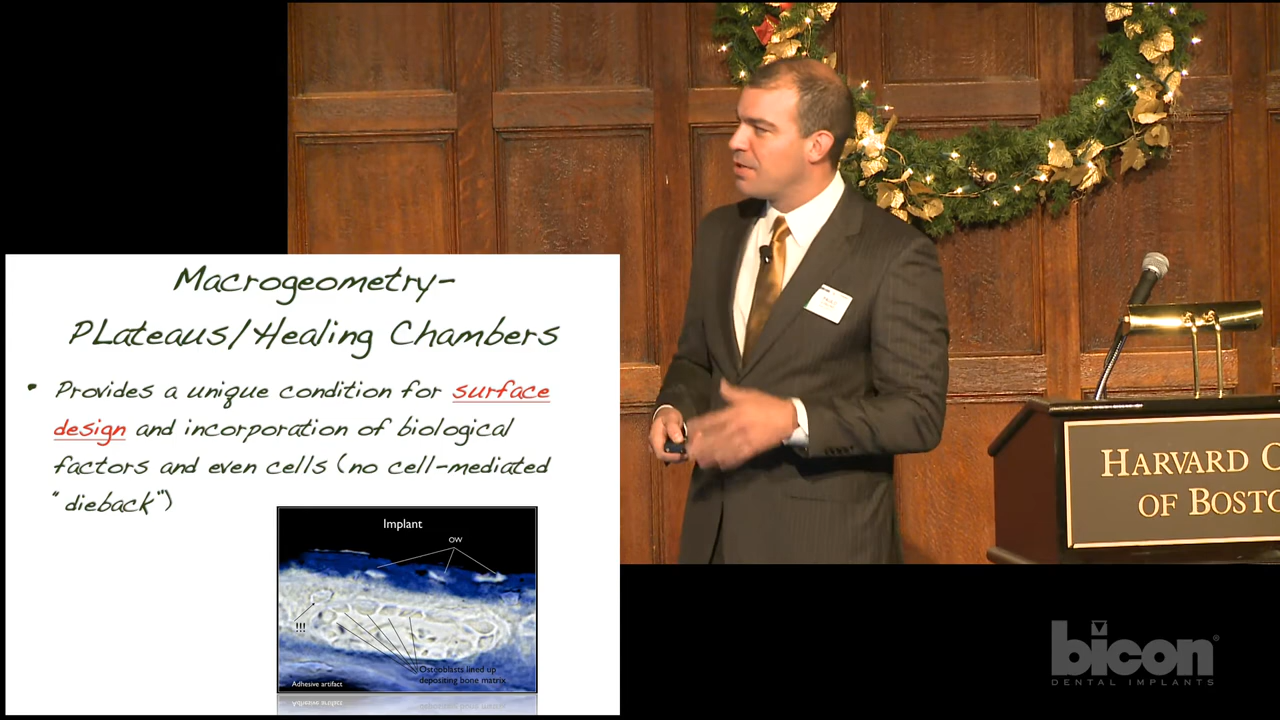 Macrogeometry-
PLateaus/Healing Chambers
• Provides a unique condition for surface
design and incorporation of biological
factors and even cells (no cell-mediated
"dieback")
Implant
OW
!!!
Osteoblasts lined up
depositing bone matrix
Adhesive artifact
HARVARD C
OF BOSTO
bicon®
DENTAL IMPLANTS